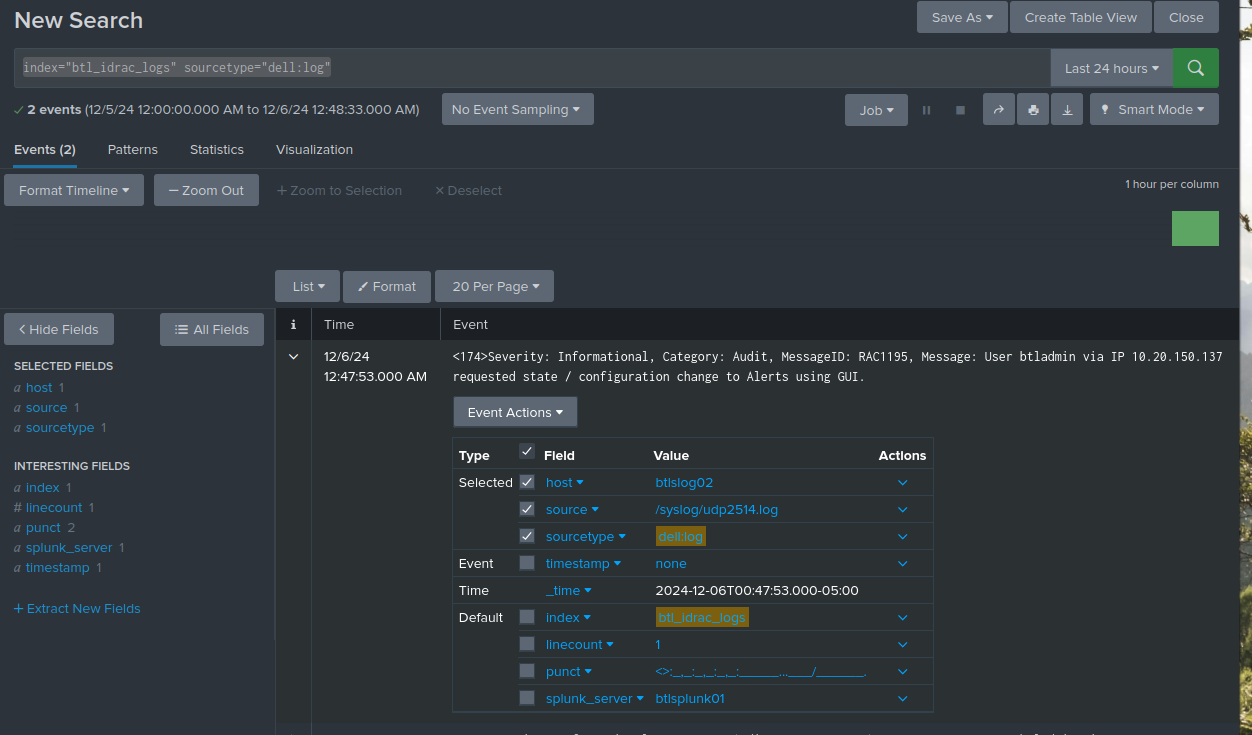 New Search
Save As
Create Table View
Close
index="btl_idrac_logs" sourcetype="dell:log"
Last 24 hours
2 events (12/5/24 12:00:00.000 AM to 12/6/24 12:48:33.000 AM)
No Event Sampling
Job
Smart Mode
Events (2)
Patterns
Statistics
Visualization
Format Timeline
— Zoom Out
+ Zoom to Selection
× Deselect
1 hour per column
List
Format
20 Per Page
< Hide Fields
All Fields
i
Time
Event
SELECTED FIELDS
a host 1
a source 1
a sourcetype 1
INTERESTING FIELDS
a index 1
# linecount 1
a punct 2
a splunk_server 1
a timestamp 1
+ Extract New Fields
12/6/24
12:47:53.000 AM
<174>Severity: Informational, Category: Audit, MessageID: RAC1195, Message: User btladmin via IP 10.20.150.137
requested state / configuration change to Alerts using GUI.
Event Actions
Type Field Value Actions
Selected host btlslog02
source /syslog/udp2514.log
sourcetype dell:log
Event timestamp none
Time _time 2024-12-06T00:47:53.000-05:00
Default index btl_idrac_logs
linecount 1
punct
splunk_server btlsplunk01